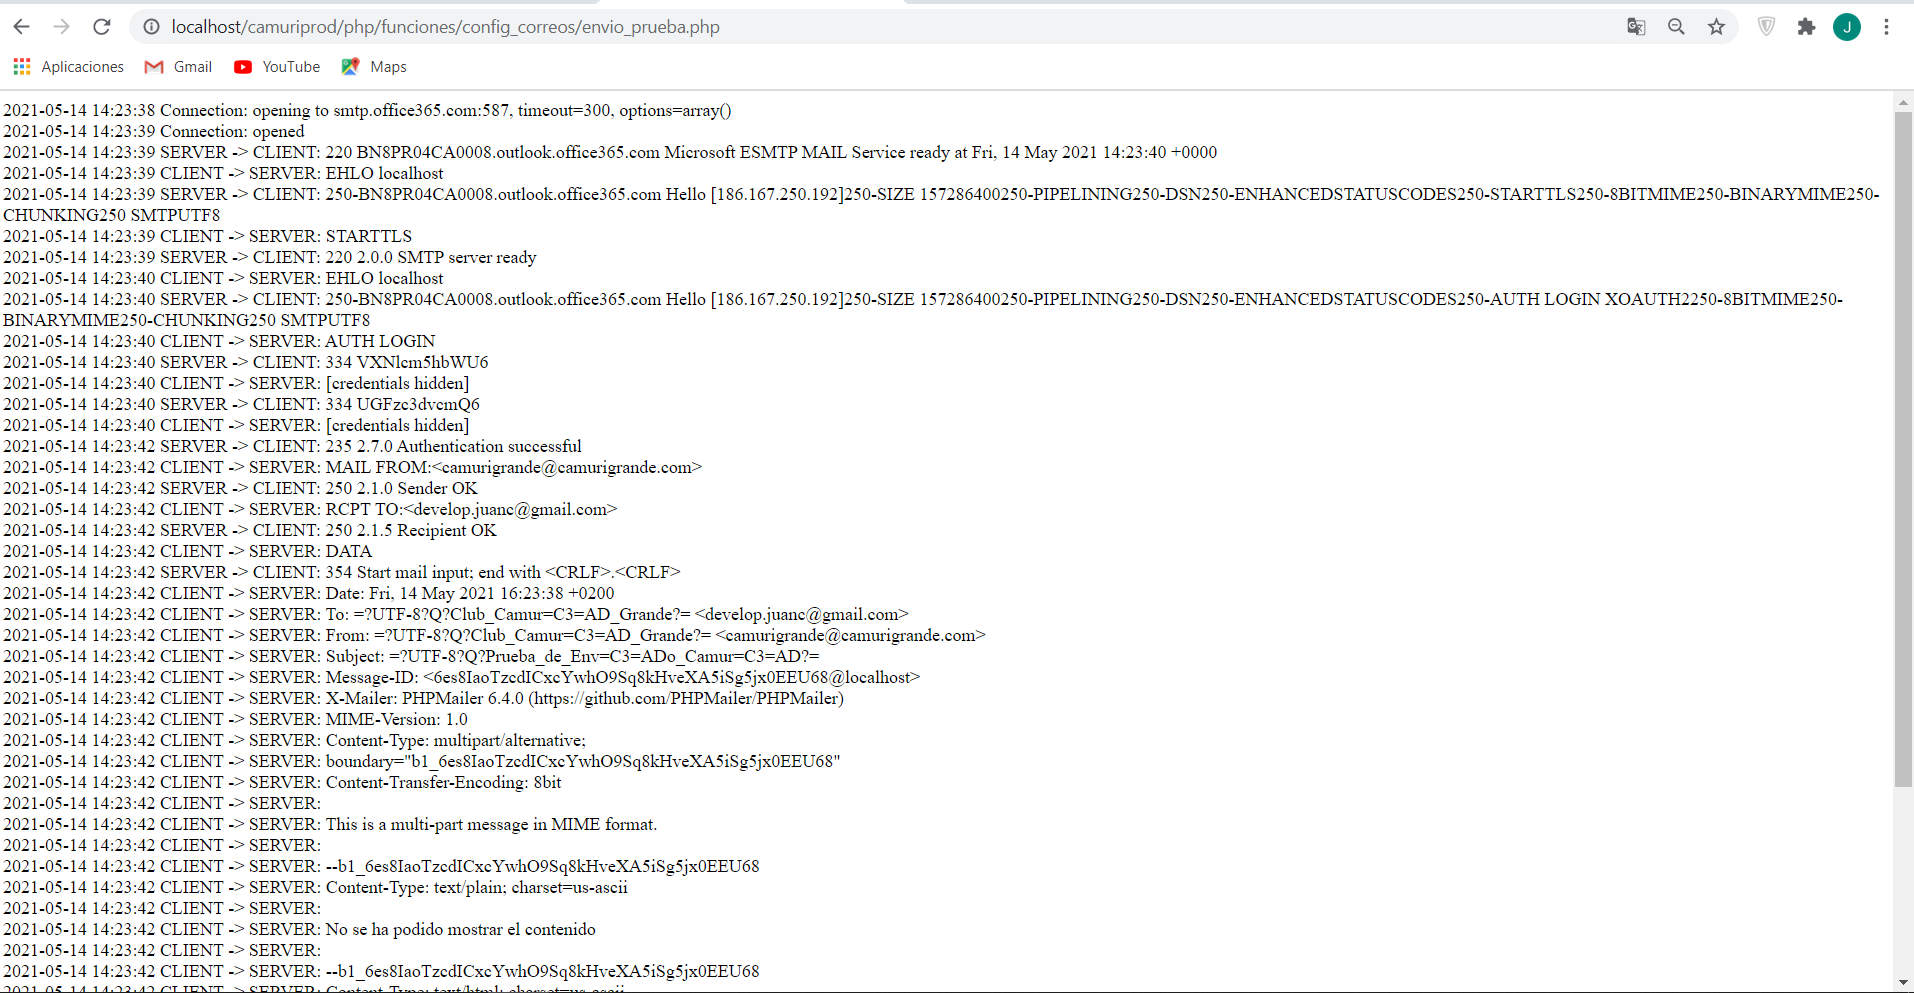 localhost/camuriprod/php/funciones/config_correos/envio_prueba.php
J
Aplicaciones Gmail YouTube Maps
2021-05-14 14:23:38 Connection: opening to smtp.office365.com:587, timeout=300, options=array()
2021-05-14 14:23:39 Connection: opened
2021-05-14 14:23:39 SERVER -> CLIENT: 220 BN8PR04CA0008.outlook.office365.com Microsoft ESMTP MAIL Service ready at Fri, 14 May 2021 14:23:40 +0000
2021-05-14 14:23:39 CLIENT -> SERVER: EHLO localhost
2021-05-14 14:23:39 SERVER -> CLIENT: 250-BN8PR04CA0008.outlook.office365.com Hello [186.167.250.192]250-SIZE 157286400250-PIPELINING250-DSN250-ENHANCEDSTATUSCODES250-STARTTLS250-8BITMIME250-BINARYMIME250-
CHUNKING250 SMTPUTF8
2021-05-14 14:23:39 CLIENT -> SERVER: STARTTLS
2021-05-14 14:23:39 SERVER -> CLIENT: 220 2.0.0 SMTP server ready
2021-05-14 14:23:40 CLIENT -> SERVER: EHLO localhost
2021-05-14 14:23:40 SERVER -> CLIENT: 250-BN8PR04CA0008.outlook.office365.com Hello [186.167.250.192]250-SIZE 157286400250-PIPELINING250-DSN250-ENHANCEDSTATUSCODES250-AUTH LOGIN XOAUTH2250-8BITMIME250-
BINARYMIME250-CHUNKING250 SMTPUTF8
2021-05-14 14:23:40 CLIENT -> SERVER: AUTH LOGIN
2021-05-14 14:23:40 SERVER -> CLIENT: 334 VXNlcm5hbWU6
2021-05-14 14:23:40 CLIENT -> SERVER: [credentials hidden]
2021-05-14 14:23:40 SERVER -> CLIENT: 334 UGFzc3dvcmQ6
2021-05-14 14:23:40 CLIENT -> SERVER: [credentials hidden]
2021-05-14 14:23:42 SERVER -> CLIENT: 235 2.7.0 Authentication successful
2021-05-14 14:23:42 CLIENT -> SERVER: MAIL FROM:<camurigrande@camurigrande.com>
2021-05-14 14:23:42 SERVER -> CLIENT: 250 2.1.0 Sender OK
2021-05-14 14:23:42 CLIENT -> SERVER: RCPT TO:<develop.juanc@gmail.com>
2021-05-14 14:23:42 SERVER -> CLIENT: 250 2.1.5 Recipient OK
2021-05-14 14:23:42 CLIENT -> SERVER: DATA
2021-05-14 14:23:42 SERVER -> CLIENT: 354 Start mail input; end with <CRLF>.<CRLF>
2021-05-14 14:23:42 CLIENT -> SERVER: Date: Fri, 14 May 2021 16:23:38 +0200
2021-05-14 14:23:42 CLIENT -> SERVER: To: =?UTF-8?Q?Club_Camur=C3=AD_Grande?= <develop.juanc@gmail.com>
2021-05-14 14:23:42 CLIENT -> SERVER: From: =?UTF-8?Q?Club_Camur=C3=AD_Grande?= <camurigrande@camurigrande.com>
2021-05-14 14:23:42 CLIENT -> SERVER: Subject: =?UTF-8?Q?Prueba_de_Env=C3=ADo_Camur=C3=AD?=
2021-05-14 14:23:42 CLIENT -> SERVER: Message-ID: <6es8IaoTzcdICxcYwhO9Sq8kHveXA5iSg5jx0EEU68@localhost>
2021-05-14 14:23:42 CLIENT -> SERVER: X-Mailer: PHPMailer 6.4.0 (https://github.com/PHPMailer/PHPMailer)
2021-05-14 14:23:42 CLIENT -> SERVER: MIME-Version: 1.0
2021-05-14 14:23:42 CLIENT -> SERVER: Content-Type: multipart/alternative;
2021-05-14 14:23:42 CLIENT -> SERVER: boundary="b1_6es8IaoTzcdICxcYwhO9Sq8kHveXA5iSg5jx0EEU68"
2021-05-14 14:23:42 CLIENT -> SERVER: Content-Transfer-Encoding: 8bit
2021-05-14 14:23:42 CLIENT -> SERVER:
2021-05-14 14:23:42 CLIENT -> SERVER: This is a multi-part message in MIME format.
2021-05-14 14:23:42 CLIENT -> SERVER:
2021-05-14 14:23:42 CLIENT -> SERVER: --b1_6es8IaoTzcdICxcYwhO9Sq8kHveXA5iSg5jx0EEU68
2021-05-14 14:23:42 CLIENT -> SERVER: Content-Type: text/plain; charset=us-ascii
2021-05-14 14:23:42 CLIENT -> SERVER:
2021-05-14 14:23:42 CLIENT -> SERVER: No se ha podido mostrar el contenido
2021-05-14 14:23:42 CLIENT -> SERVER:
2021-05-14 14:23:42 CLIENT -> SERVER: --b1_6es8IaoTzcdICxcYwhO9Sq8kHveXA5iSg5jx0EEU68
2021-05-14 14:23:42 CLIENT -> SERVER: Content-Type: text/html; charset=us-ascii